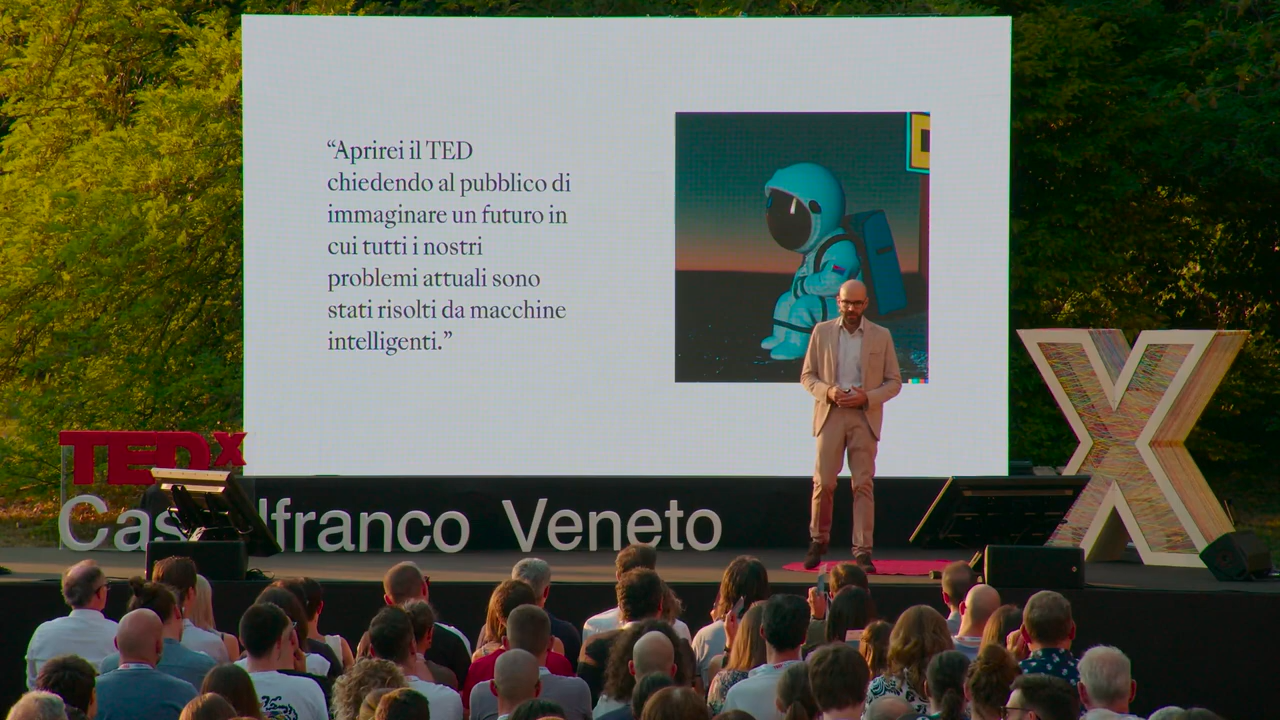 “Aprirei il TED
chiedendo al pubblico di
immaginare un futuro in
cui tutti i nostri
problemi attuali sono
stati risolti da macchine
intelligenti.”
TEDx
Franco Veneto
X